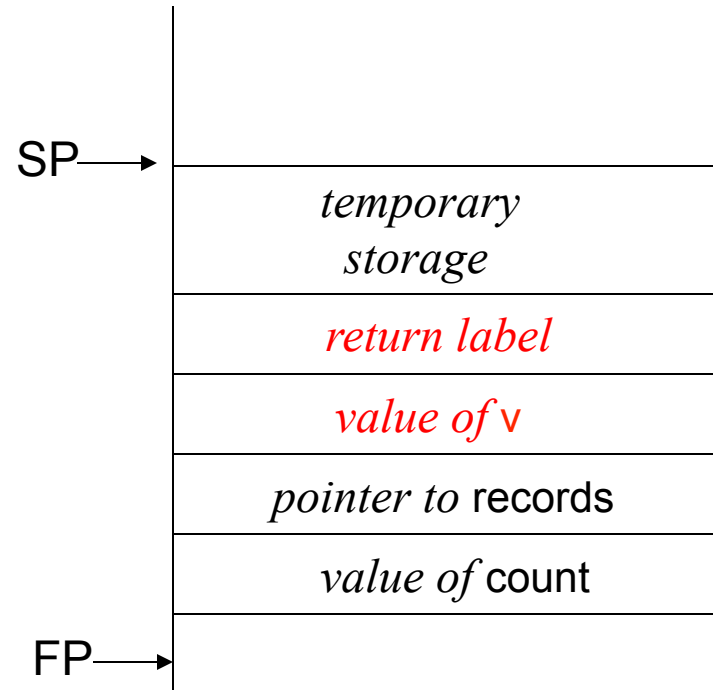 SP
temporary
storage
return label
value of v
pointer to records
value of count
FP